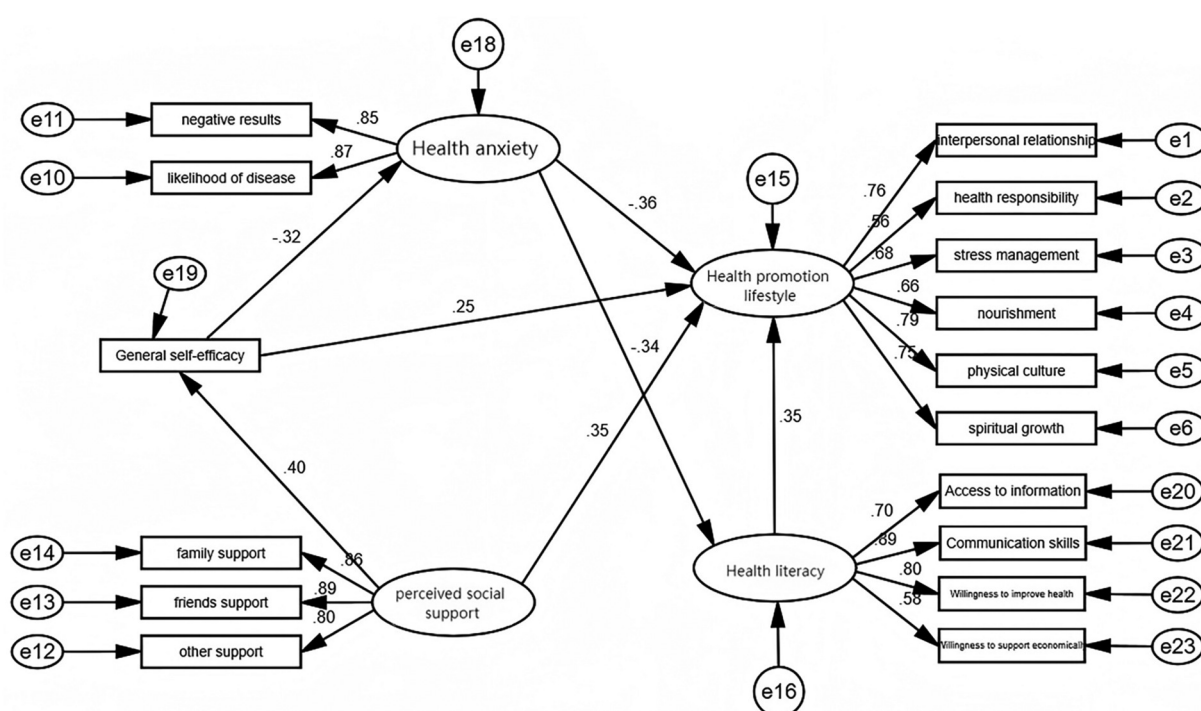 e18
e11
negative results
.85
Health anxiety
e10
likelihood of disease
.87
interpersonal relationship
e1
e15
-.36
.76
health responsibility
e2
.56
-.32
.68
stress management
e3
e19
Health promotion
lifestyle
.66
nourishment
e4
.25
.79
General self-efficacy
-.34
.75
physical culture
e5
.35
.35
spiritual growth
e6
.40
Access to information
e20
.70
e14
family support
.86
.89
Communication skills
e21
Health literacy
.80
e13
friends support
.89
perceived social
support
.58
Willingness to improve health
e22
.80
e12
other support
Willingness to support economicall
e23
e16